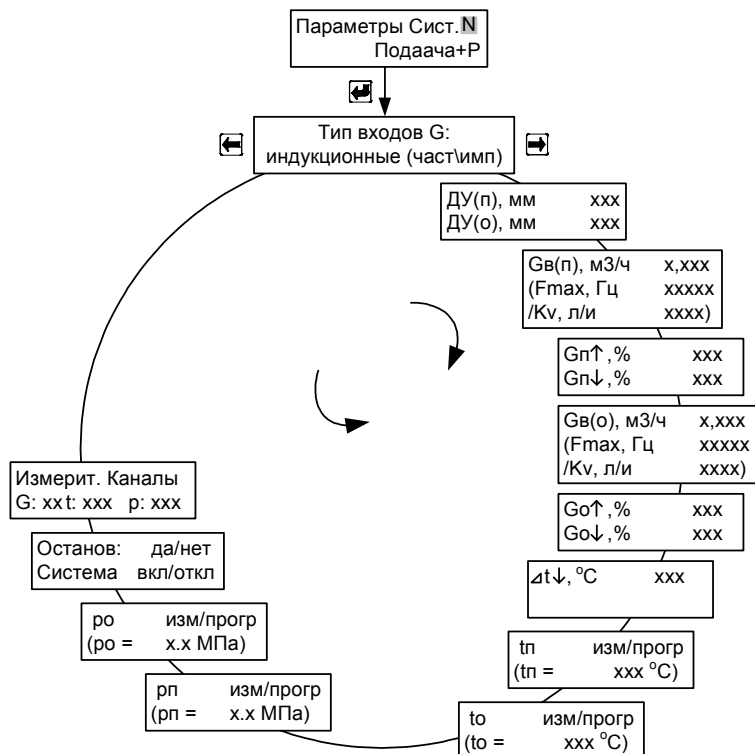 Параметры Сист.N
Подаача+Р
Тип входов G:
индукционные (част\имп)
ДУ(п), мм xxx
ДУ(о), мм xxx
Gв(п), м3/ч x,xxx
(Fmax, Гц xxxxx
/Kv, л/и xxxx)
Gп↑,% xxx
Gп↓,% xxx
Gв(о), м3/ч x,xxx
(Fmax, Гц xxxxx
/Kv, л/и xxxx)
Go↑,% xxx
Go↓,% xxx
⊿t↓, °C xxx
tп изм/прогр
(tп = xxx °C)
to изм/прогр
(to = xxx °C)
рп изм/прогр
(рп = x.x МПа)
ро изм/прогр
(ро = x.x МПа)
Останов: да/нет
Система вкл/откл
Измерит. Каналы
G: xx t: xxx p: xxx